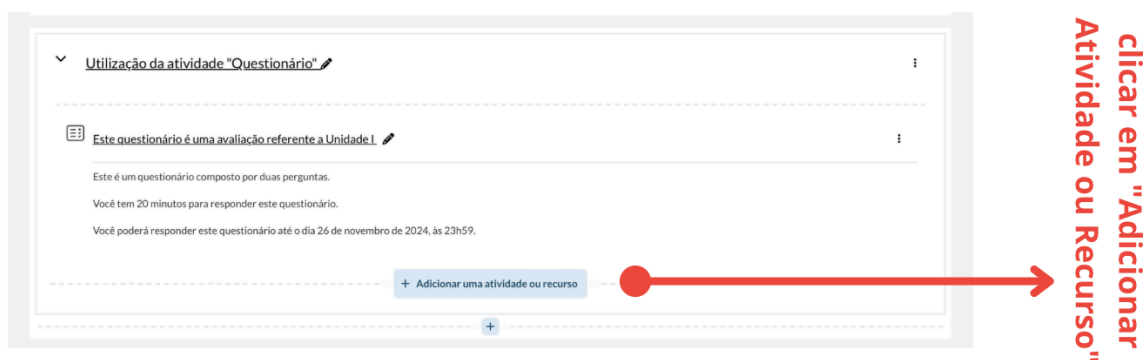 Utilização da atividade "Questionário"
Este questionário é uma avaliação referente a Unidade I
Este é um questionário composto por duas perguntas.
Você tem 20 minutos para responder este questionário.
Você poderá responder este questionário até o dia 26 de novembro de 2024, às 23h59.
+ Adicionar uma atividade ou recurso
+
clicar em "Adicionar
Atividade ou Recurso"